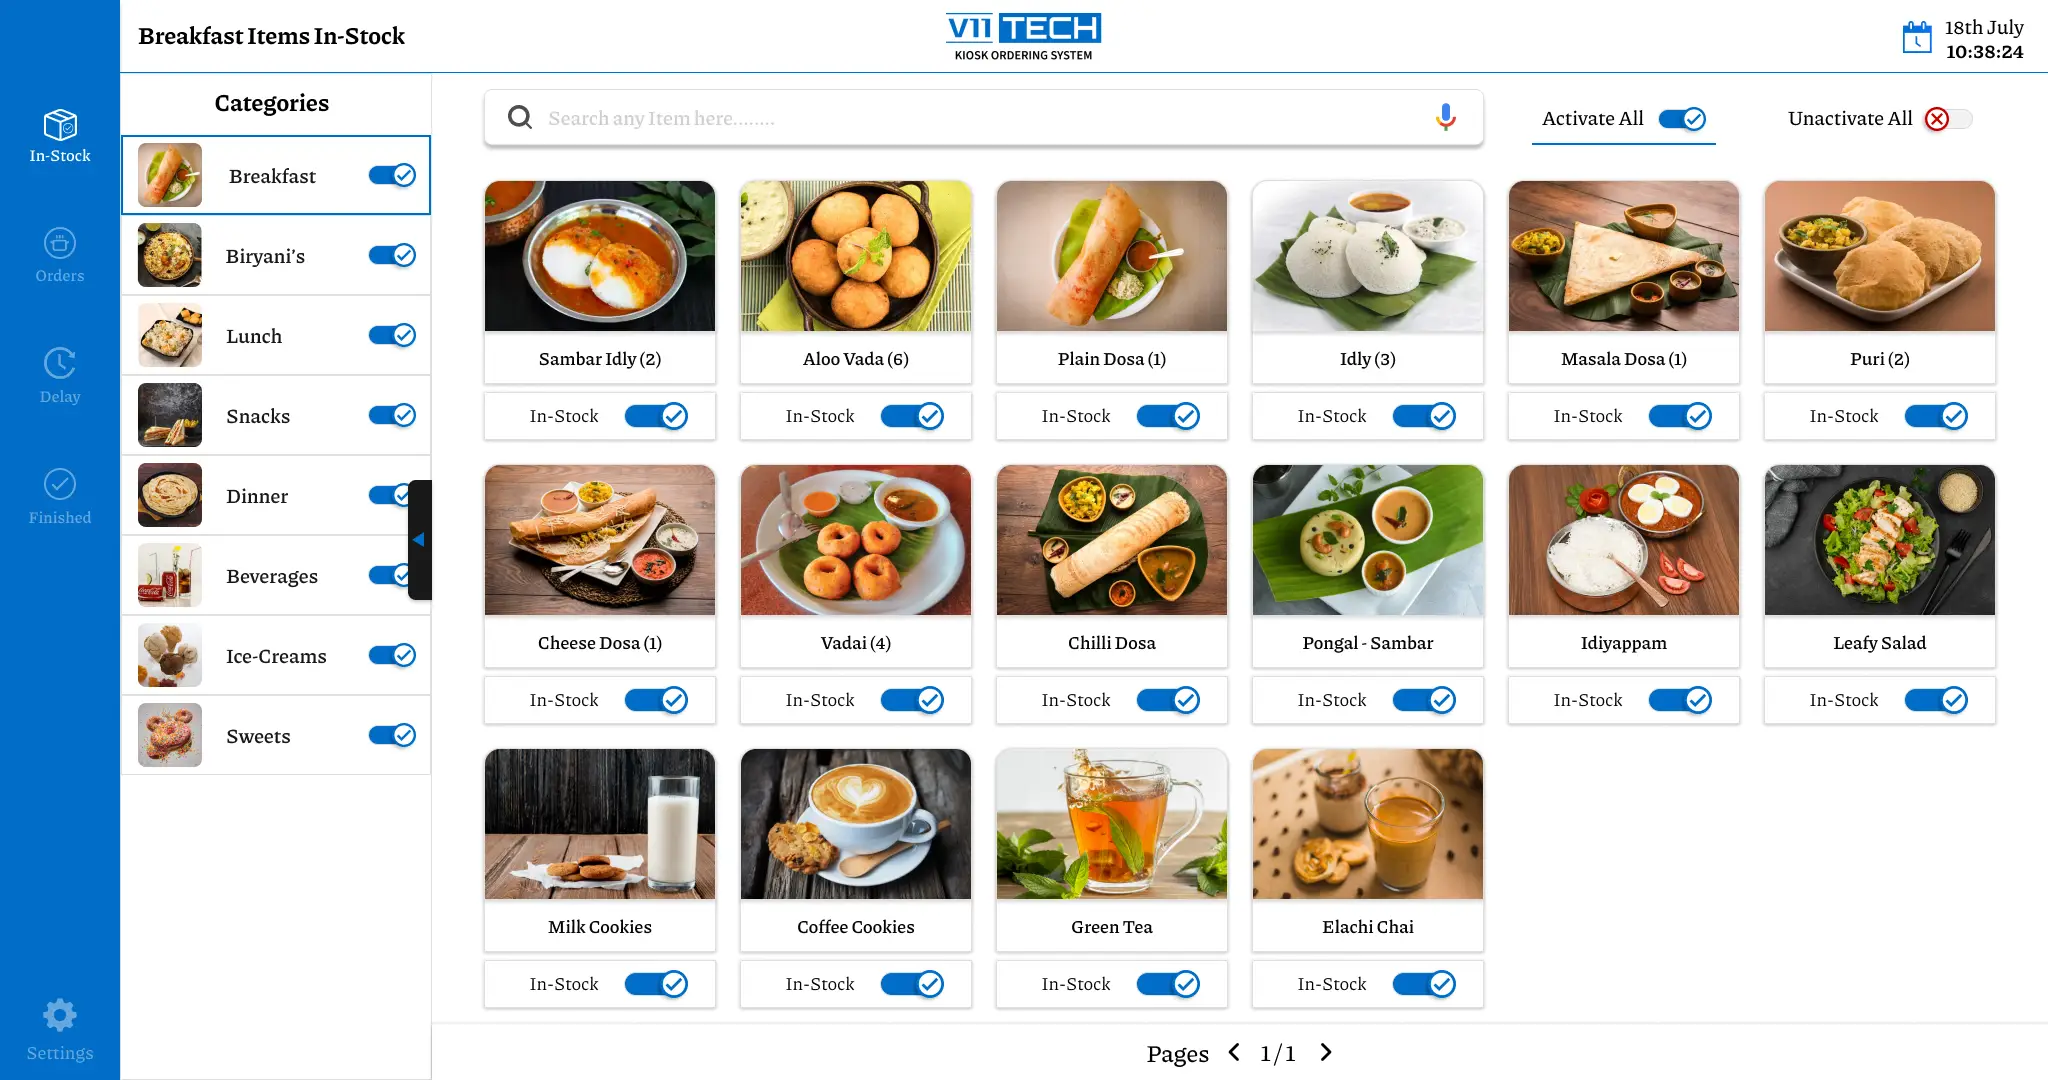 Breakfast Items In-Stock
V11 TECH
KIOSK ORDERING SYSTEM
18th July
10:38:24
In-Stock
Orders
Delay
Finished
Settings
Categories
Breakfast
Biryani's
Lunch
Snacks
Dinner
Beverages
Ice-Creams
Sweets
Search any Item here........
Activate All
Unactivate All
Sambar Idly (2)
Aloo Vada (6)
Plain Dosa (1)
Idly (3)
Masala Dosa (1)
Puri (2)
In-Stock
In-Stock
In-Stock
In-Stock
In-Stock
In-Stock
Cheese Dosa (1)
Vadai (4)
Chilli Dosa
Pongal - Sambar
Idiyappam
Leafy Salad
In-Stock
In-Stock
In-Stock
In-Stock
In-Stock
In-Stock
Milk Cookies
Coffee Cookies
Green Tea
Elachi Chai
In-Stock
In-Stock
In-Stock
In-Stock
Pages
1/1